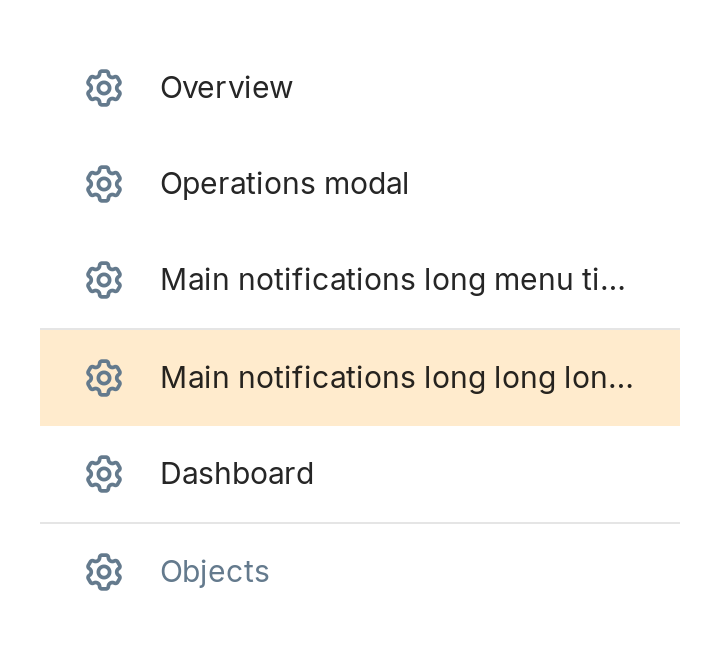 Overview
Operations modal
Main notifications long menu ti...
Main notifications long long lon...
Dashboard
Objects